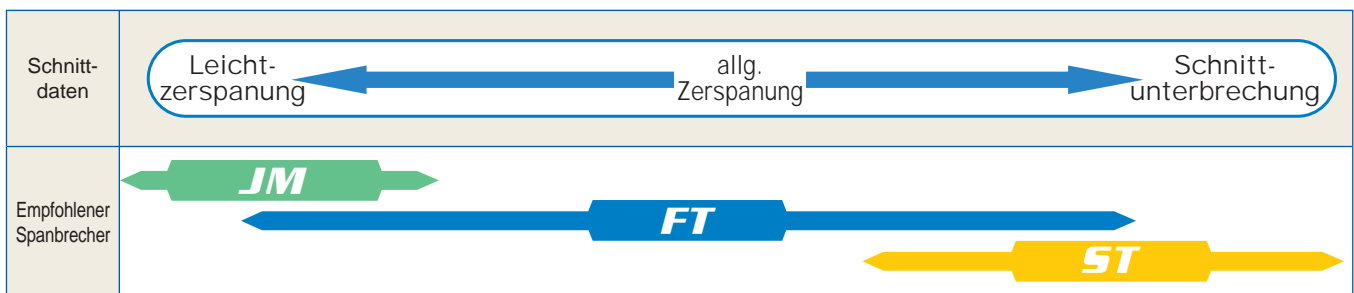 Schnitt-
daten
Leicht-
zerspanung
allg.
Zerspanung
Schnitt-
unterbrechung
Empfohlener
Spanbrecher
JM
FT
ST